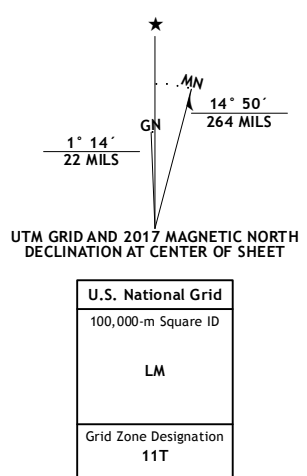 ★
MN
GN
14° 50´
264 MILS
1° 14´
22 MILS
UTM GRID AND 2017 MAGNETIC NORTH
DECLINATION AT CENTER OF SHEET
U.S. National Grid
100,000-m Square ID
LM
Grid Zone Designation
11T